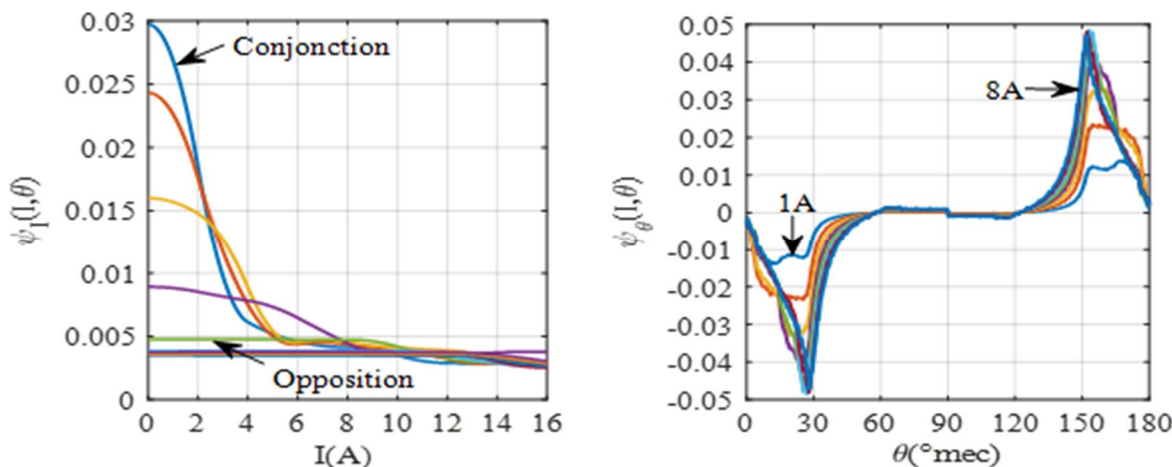 0.03
0.025
0.02
0.015
0.01
0.005
0
ψI(I,θ)
Conjonction
Opposition
0 2 4 6 8 10 12 14 16
I(A)
0.05
0.04
0.03
0.02
0.01
0
-0.01
-0.02
-0.03
-0.04
-0.05
ψθ(I,θ)
8A
1A
0 30 60 90 120 150 180
θ(°mec)